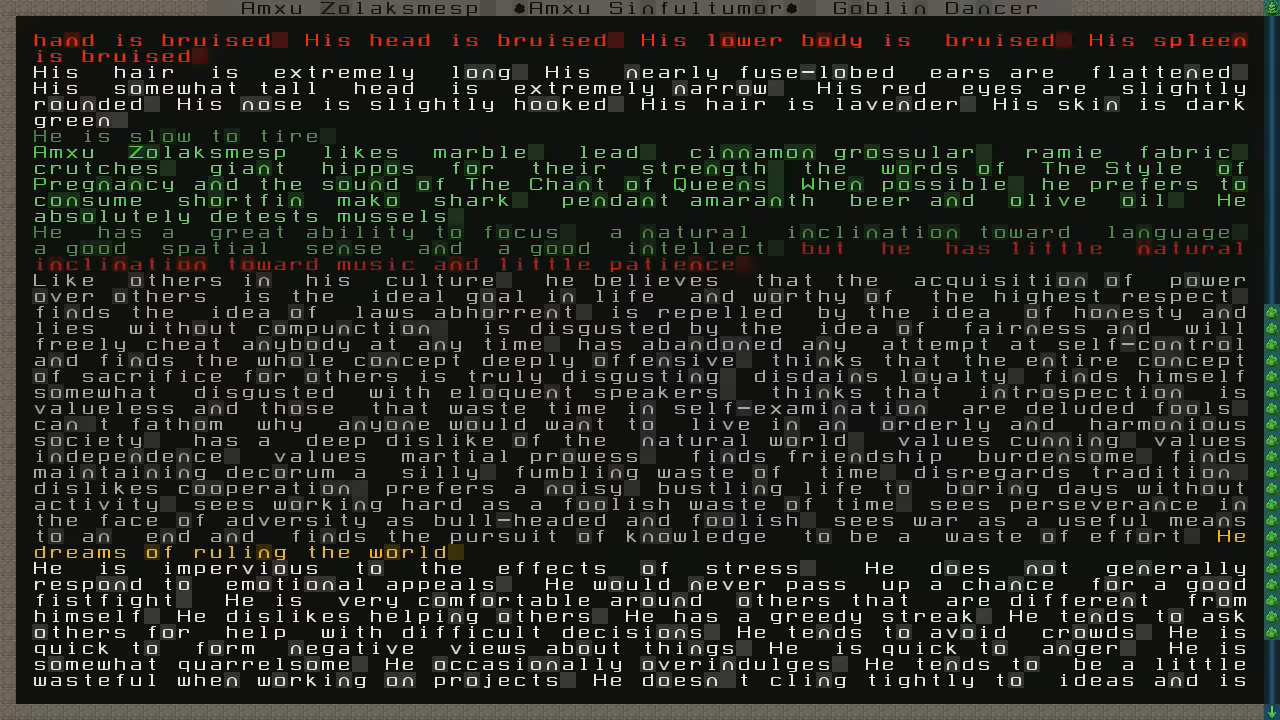 Amxu Zolaksmesp ●Amxu Sinfultumor● Goblin Dancer
hand is bruised His head is bruised His lower body is bruised His spleen
is bruised
His hair is extremely long His nearly fuse-lobed ears are flattened
His somewhat tall head is extremely narrow His red eyes are slightly
rounded His nose is slightly hooked His hair is lavender His skin is dark
green
He is slow to tire
Amxu Zolaksmesp likes marble lead cinnamon grossular ramie fabric
crutches giant hippos for their strength the words of The Style of
Pregnancy and the sound of The Chant of Queens When possible he prefers to
consume shortfin mako shark pendant amaranth beer and olive oil He
absolutely detests mussels
He has a great ability to focus a natural inclination toward language
a good spatial sense and a good intellect but he has little natural
inclination toward music and little patience
Like others in his culture he believes that the acquisition of power
over others is the ideal goal in life and worthy of the highest respect
finds the idea of laws abhorrent is repelled by the idea of honesty and
lies without compunction is disgusted by the idea of fairness and will
freely cheat anybody at any time has abandoned any attempt at self-control
and finds the whole concept deeply offensive thinks that the entire concept
of sacrifice for others is truly disgusting disdains loyalty finds himself
somewhat disgusted with eloquent speakers thinks that introspection is
valueless and those that waste time in self-examination are deluded fools
can t fathom why anyone would want to live in an orderly and harmonious
society has a deep dislike of the natural world values cunning values
independence values martial prowess finds friendship burdensome finds
maintaining decorum a silly fumbling waste of time disregards tradition
dislikes cooperation prefers a noisy bustling life to boring days without
activity sees working hard as a foolish waste of time sees perseverance in
the face of adversity as bull-headed and foolish sees war as a useful means
to an end and finds the pursuit of knowledge to be a waste of effort He
dreams of ruling the world
He is impervious to the effects of stress He does not generally
respond to emotional appeals He would never pass up a chance for a good
fistfight He is very comfortable around others that are different from
himself He dislikes helping others He has a greedy streak He tends to ask
others for help with difficult decisions He tends to avoid crowds He is
quick to form negative views about things He is quick to anger He is
somewhat quarrelsome He occasionally overindulges He tends to be a little
wasteful when working on projects He doesn t cling tightly to ideas and is